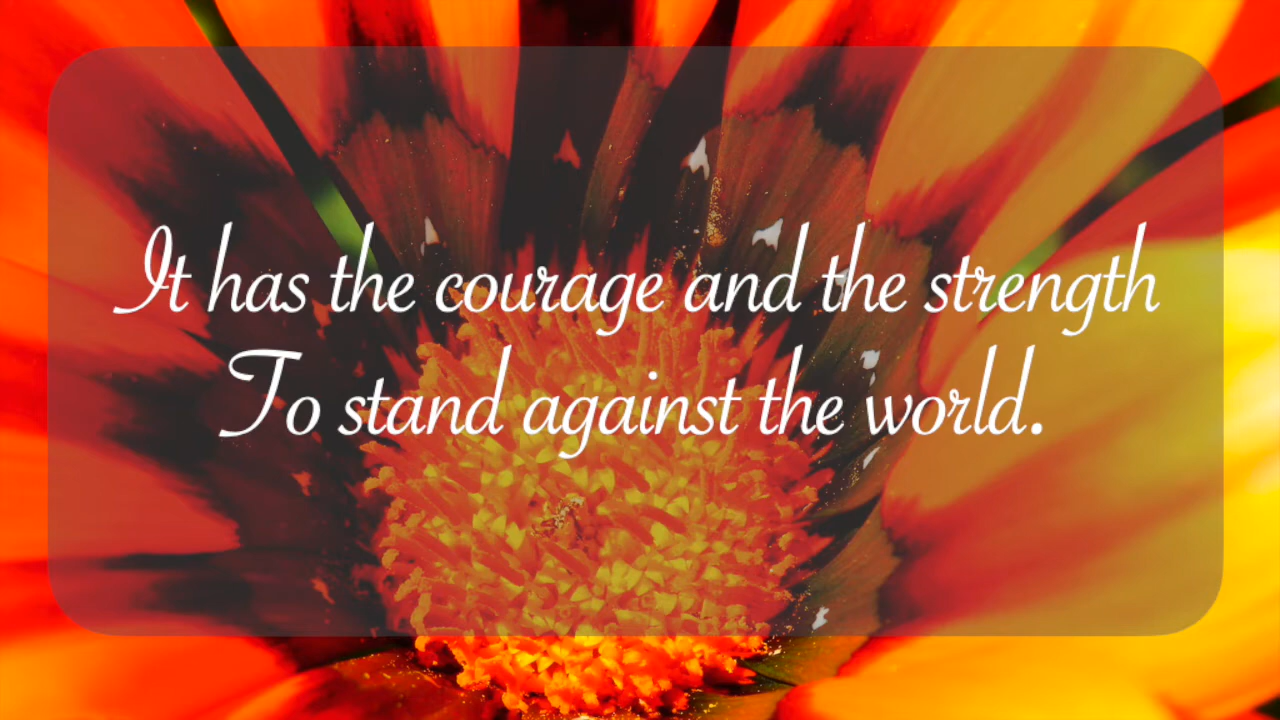 It has the courage and the strength
To stand against the world.